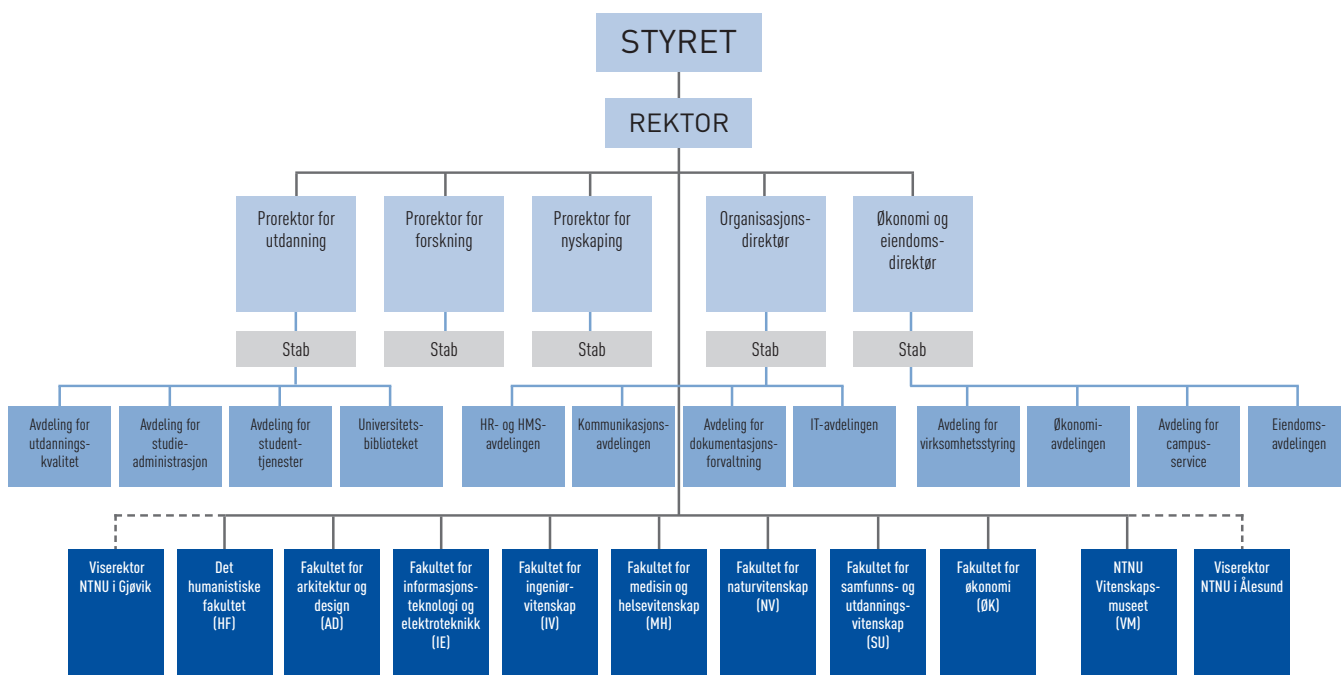 STYRET
REKTOR
Prorektor for
utdanning
Prorektor for
forskning
Prorektor for
nyskaping
Organisasjons-
direktør
Økonomi og
eiendoms-
direktør
Stab
Stab
Stab
Stab
Stab
Avdeling for
utdannings-
kvalitet
Avdeling for
studie-
administrasjon
Avdeling for
student-
tjenester
Universitets-
biblioteket
HR- og HMS-
avdelingen
Kommunikasjons-
avdelingen
Avdeling for
dokumentasjons-
forvaltning
IT-avdelingen
Avdeling for
virksomhetsstyring
Økonomi-
avdelingen
Avdeling for
campus-
service
Eiendoms-
avdelingen
Viserektor
NTNU i Gjøvik
Det
humanistiske
fakultet
(HF)
Fakultet for
arkitektur og
design
(AD)
Fakultet for
informasjons-
teknologi og
elektroteknikk
(IE)
Fakultet for
ingeniør-
vitenskap
(IV)
Fakultet for
medisin og
helsevitenskap
(MH)
Fakultet for
naturvitenskap
(NV)
Fakultet for
samfunns- og
utdannings-
vitenskap
(SU)
Fakultet for
økonomi
(ØK)
NTNU
Vitenskaps-
museet
(VM)
Viserektor
NTNU i Ålesund